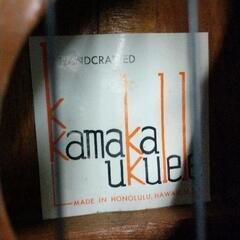 HANDCRAFTED
kamaka
ukulele
MADE IN HONOLULU, HAWAII